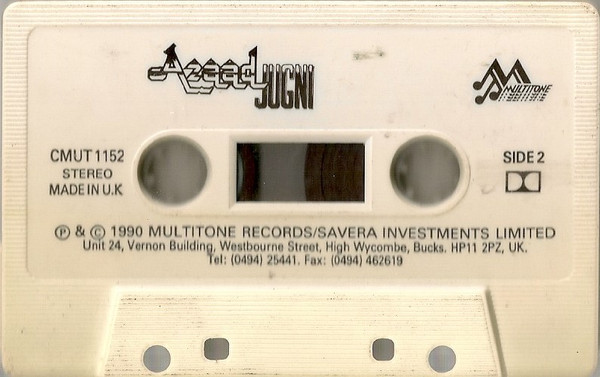 Azaad
JUGNI
MULTITONE
CMUT 1152
STEREO
MADE IN U.K
SIDE 2
Ⓟ & © 1990 MULTITONE RECORDS/SAVERA INVESTMENTS LIMITED
Unit 24, Vernon Building, Westbourne Street, High Wycombe, Bucks. HP11 2PZ, UK.
Tel: (0494) 25441. Fax: (0494) 462619